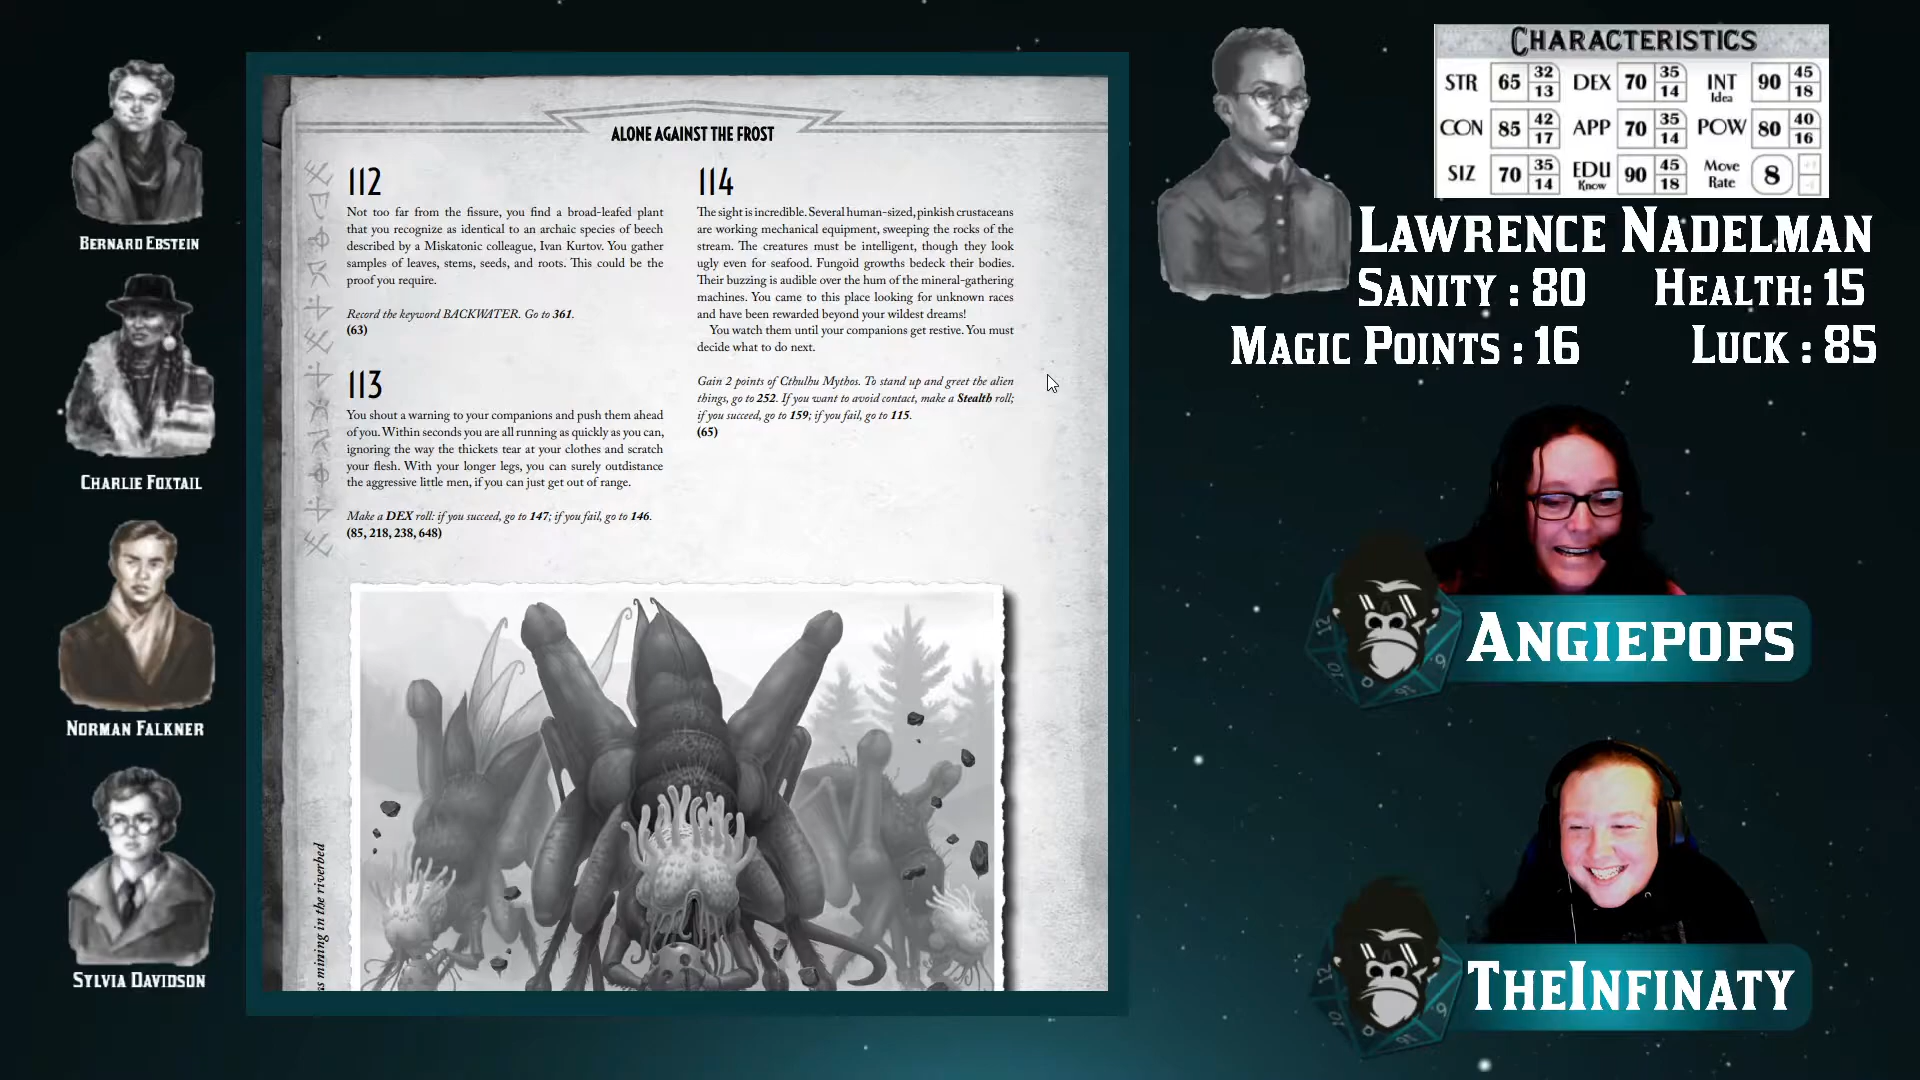 ALONE AGAINST THE FROST
112
Not too far from the fissure, you find a broad-leafed plant
that you recognize as identical to an archaic species of beech
described by a Miskatonic colleague, Ivan Kurtov. You gather
samples of leaves, stems, seeds, and roots. This could be the
proof you require.
Record the keyword BACKWATER. Go to 361.
(63)
113
You shout a warning to your companions and push them ahead
of you. Within seconds you are all running as quickly as you can,
ignoring the way the thickets tear at your clothes and scratch
your flesh. With your longer legs, you can surely outdistance
the aggressive little men, if you can just get out of range.
Make a DEX roll: if you succeed, go to 147; if you fail, go to 146.
(85, 218, 238, 648)
114
The sight is incredible. Several human-sized, pinkish crustaceans
are working mechanical equipment, sweeping the rocks of the
stream. The creatures must be intelligent, though they look
ugly even for seafood. Fungoid growths bedeck their bodies.
Their buzzing is audible over the hum of the mineral-gathering
machines. You came to this place looking for unknown races
and have been rewarded beyond your wildest dreams!
You watch them until your companions get restive. You must
decide what to do next.
Gain 2 points of Cthulhu Mythos. To stand up and greet the alien
things, go to 252. If you want to avoid contact, make a Stealth roll;
if you succeed, go to 159; if you fail, go to 115.
(65)
mining in the riverbed
BERNARD EBSTEIN
CHARLIE FOXTAIL
NORMAN FALKNER
SYLVIA DAVIDSON
CHARACTERISTICS
STR 65 32 13 DEX 70 35 14 INT Idea 90 45 18
CON 85 42 17 APP 70 35 14 POW 80 40 16
SIZ 70 35 14 EDU Know 90 45 18 Move Rate 8
LAWRENCE NADELMAN
SANITY : 80 HEALTH: 15
MAGIC POINTS : 16 LUCK : 85
12
10
9
ANGIEPOPS
12
10
9
THEINFINATY